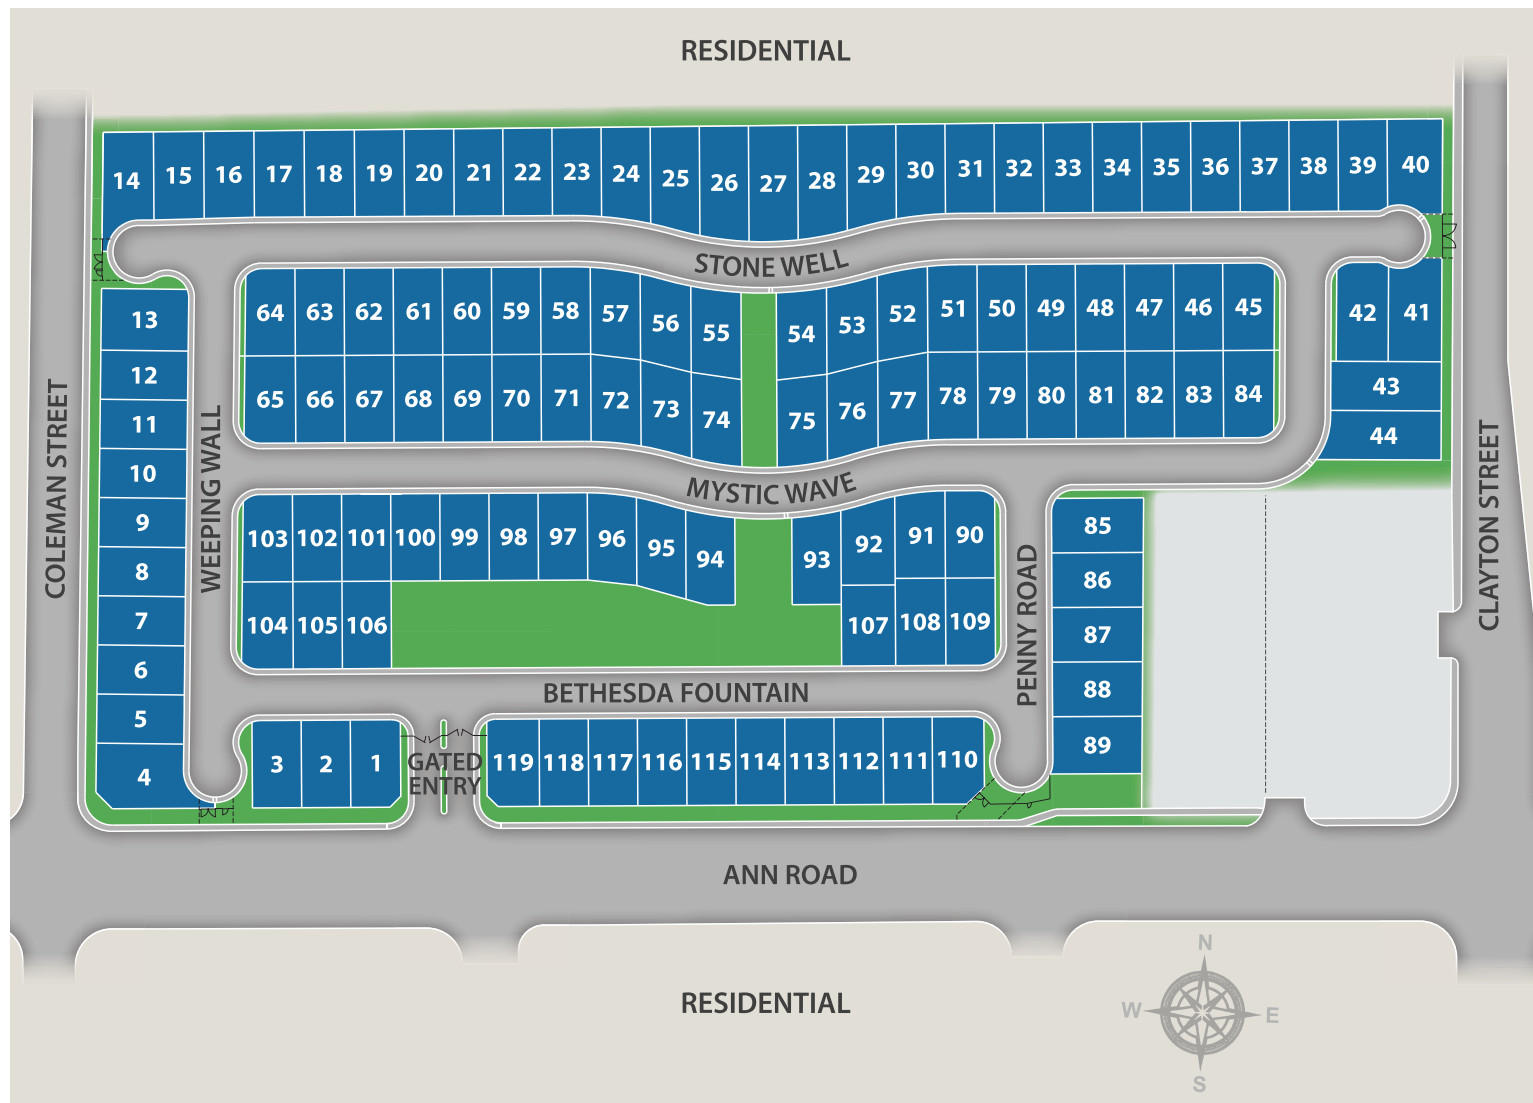 RESIDENTIAL
14 15 16 17 18 19 20 21 22 23 24 25 26 27 28 29 30 31 32 33 34 35 36 37 38 39 40
STONE WELL
64 63 62 61 60 59 58 57 56 55 54 53 52 51 50 49 48 47 46 45
42 41
13
12
11
10
9
8
7
6
5
4
65 66 67 68 69 70 71 72 73 74 75 76 77 78 79 80 81 82 83 84
43
44
COLEMAN STREET
WEEPING WALL
MYSTIC WAVE
CLAYTON STREET
103 102 101 100 99 98 97 96 95 94 93 92 91 90
104 105 106 107 108 109
PENNY ROAD
85
86
87
88
89
BETHESDA FOUNTAIN
3 2 1
GATED
ENTRY
119 118 117 116 115 114 113 112 111 110
ANN ROAD
RESIDENTIAL
N
W E
S